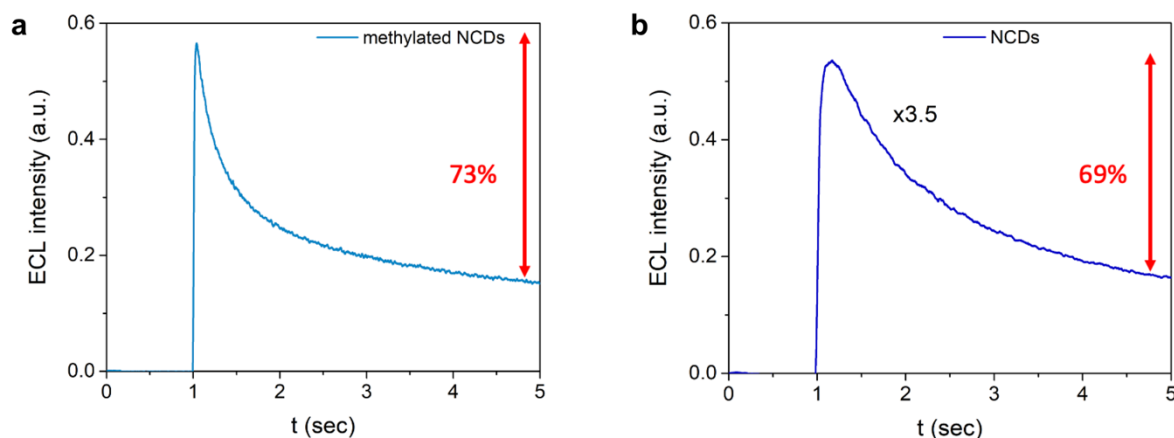 a
methylated NCDs
0.6
0.4
0.2
0.0
ECL intensity (a.u.)
73%
0
1
2
3
4
5
t (sec)
b
NCDs
x3.5
0.6
0.4
0.2
0.0
ECL intensity (a.u.)
69%
0
1
2
3
4
5
t (sec)